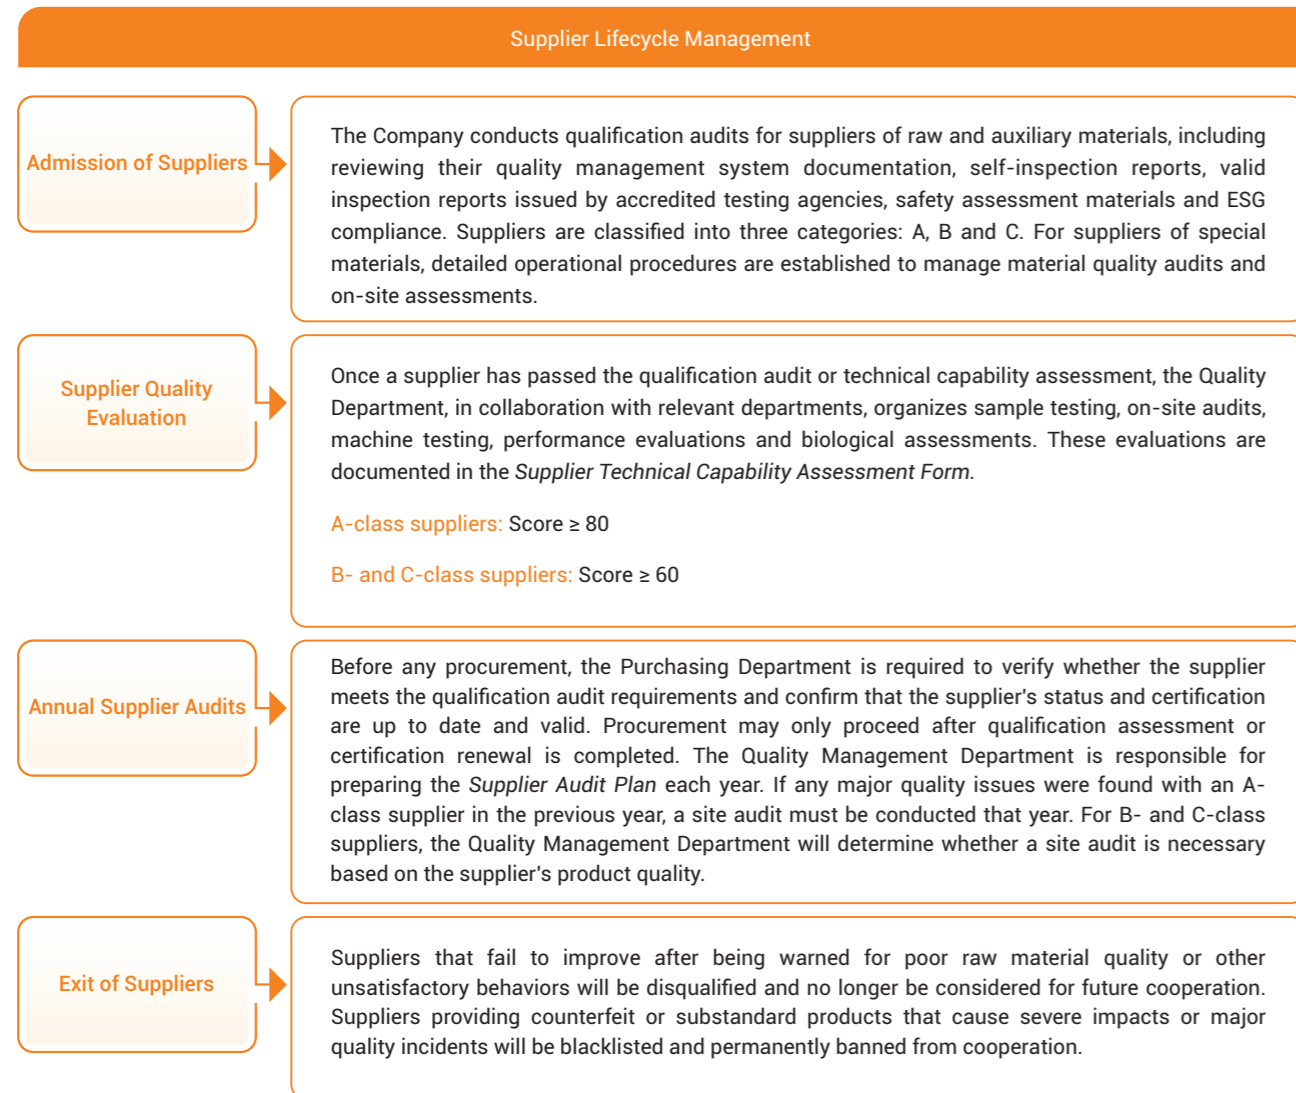 Supplier Lifecycle Management
Admission of Suppliers
The Company conducts qualification audits for suppliers of raw and auxiliary materials, including
reviewing their quality management system documentation, self-inspection reports, valid
inspection reports issued by accredited testing agencies, safety assessment materials and ESG
compliance. Suppliers are classified into three categories: A, B and C. For suppliers of special
materials, detailed operational procedures are established to manage material quality audits and
on-site assessments.
Supplier Quality
Evaluation
Once a supplier has passed the qualification audit or technical capability assessment, the Quality
Department, in collaboration with relevant departments, organizes sample testing, on-site audits,
machine testing, performance evaluations and biological assessments. These evaluations are
documented in the Supplier Technical Capability Assessment Form.
A-class suppliers: Score ≥ 80
B- and C-class suppliers: Score ≥ 60
Annual Supplier Audits
Before any procurement, the Purchasing Department is required to verify whether the supplier
meets the qualification audit requirements and confirm that the supplier's status and certification
are up to date and valid. Procurement may only proceed after qualification assessment or
certification renewal is completed. The Quality Management Department is responsible for
preparing the Supplier Audit Plan each year. If any major quality issues were found with an A-
class supplier in the previous year, a site audit must be conducted that year. For B- and C-class
suppliers, the Quality Management Department will determine whether a site audit is necessary
based on the supplier's product quality.
Exit of Suppliers
Suppliers that fail to improve after being warned for poor raw material quality or other
unsatisfactory behaviors will be disqualified and no longer be considered for future cooperation.
Suppliers providing counterfeit or substandard products that cause severe impacts or major
quality incidents will be blacklisted and permanently banned from cooperation.